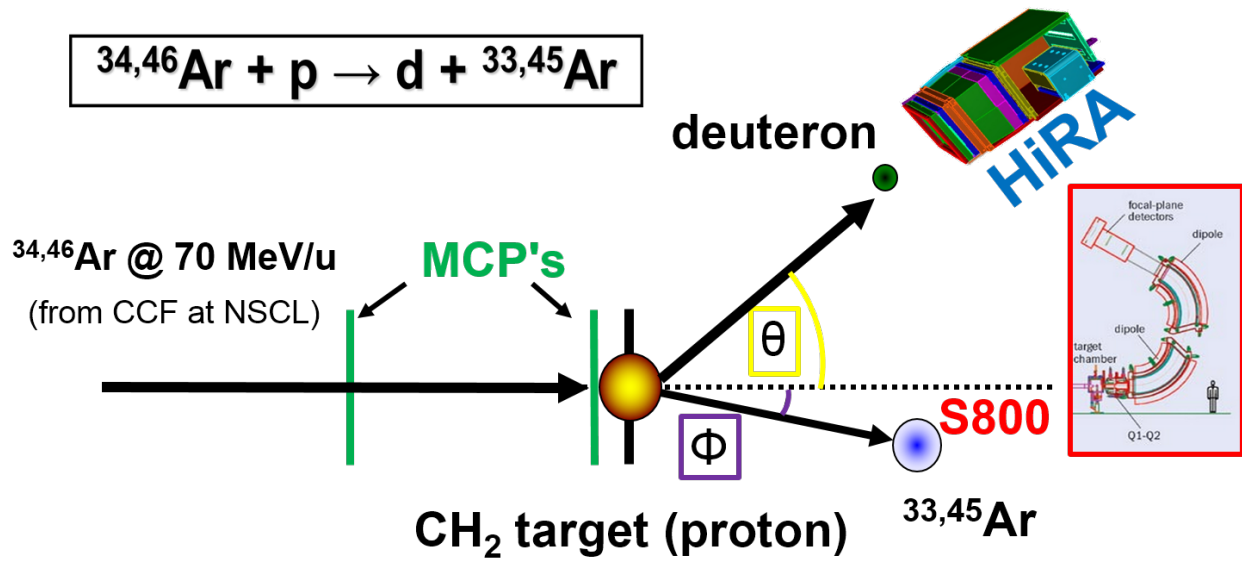 ³⁴,⁴⁶Ar + p → d + ³³,⁴⁵Ar
deuteron
HiRA
³⁴,⁴⁶Ar @ 70 MeV/u
(from CCF at NSCL)
MCP's
θ
Φ
S800
³³,⁴⁵Ar
CH₂ target (proton)
focal-plane
detectors
dipole
dipole
target
chamber
Q1-Q2